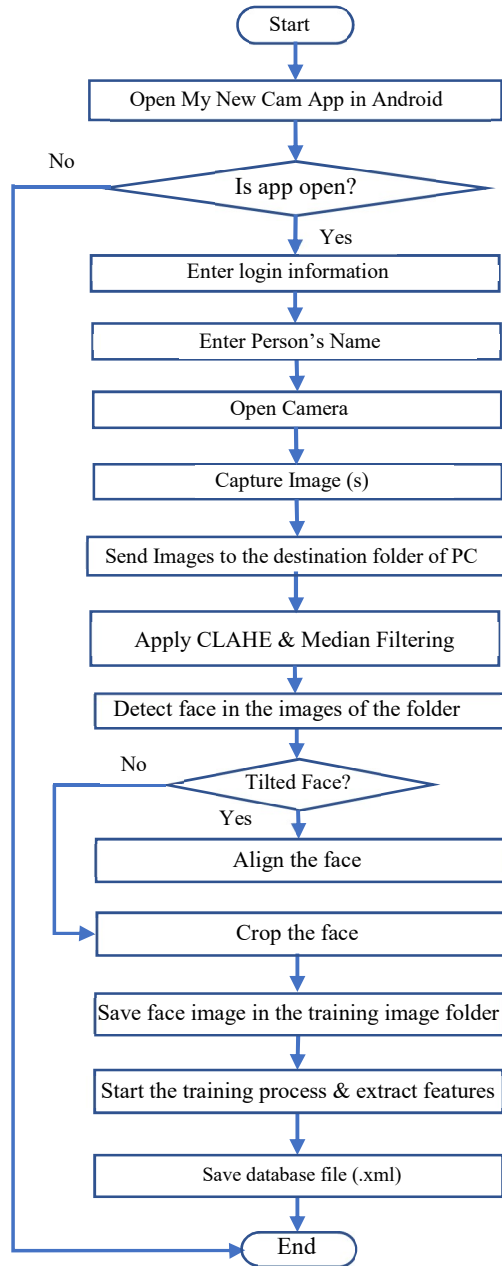 Start
Open My New Cam App in Android
No
Is app open?
Yes
Enter login information
Enter Person’s Name
Open Camera
Capture Image (s)
Send Images to the destination folder of PC
Apply CLAHE & Median Filtering
Detect face in the images of the folder
No
Tilted Face?
Yes
Align the face
Crop the face
Save face image in the training image folder
Start the training process & extract features
Save database file (.xml)
End